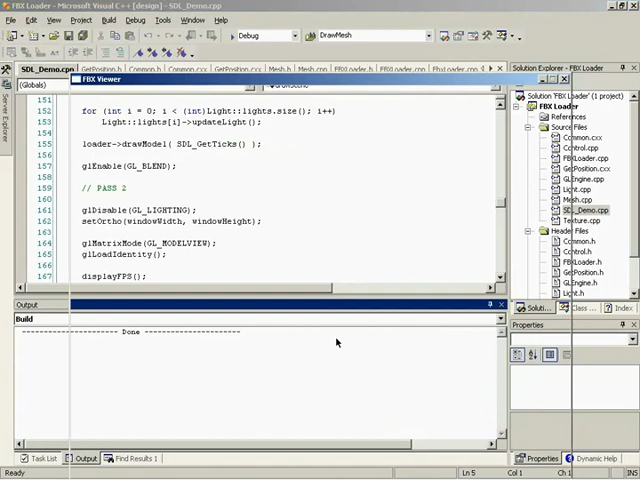 FBX Loader - Microsoft Visual C++ [design] - SDL_Demo.cpp
File Edit View Project Build Debug Tools Window Help
Debug DrawMesh
SDL_Demo.cpp GetPosition.cxx Common.h Common.cxx GetPosition.cxx Mesh.h Mesh.cpp FBXLoader.h FBXLoader.cpp Control.h
Solution Explorer - FBX Loader
FBX Viewer
(Globals)
Server Explorer
151
152 for (int i = 0; i < (int)Light::lights.size(); i++)
153 Light::lights[i]->updateLight();
154
155 loader->drawModel( SDL_GetTicks() );
156
157 glEnable(GL_BLEND);
158
159 // PASS 2
160
161 glDisable(GL_LIGHTING);
162 setOrtho(windowWidth, windowHeight);
163
164 glMatrixMode(GL_MODELVIEW);
165 glLoadIdentity();
166
167 displayFPS();
Solution 'FBX Loader' (1 project)
FBX Loader
References
Source Files
Common.cxx
Control.cpp
FBXLoader.cpp
GetPosition.cxx
GLEngine.cpp
Light.cpp
Mesh.cpp
SDL_Demo.cpp
Texture.cpp
Header Files
Common.h
Control.h
FBXLoader.h
GetPosition.h
GLEngine.h
Light.h
Soluti... Class ... Index
Output
Build
---------------------- Done ----------------------
Properties
Task List Output Find Results 1
Properties Dynamic Help
Ready Ln 5 Col 1 Ch 1 INS